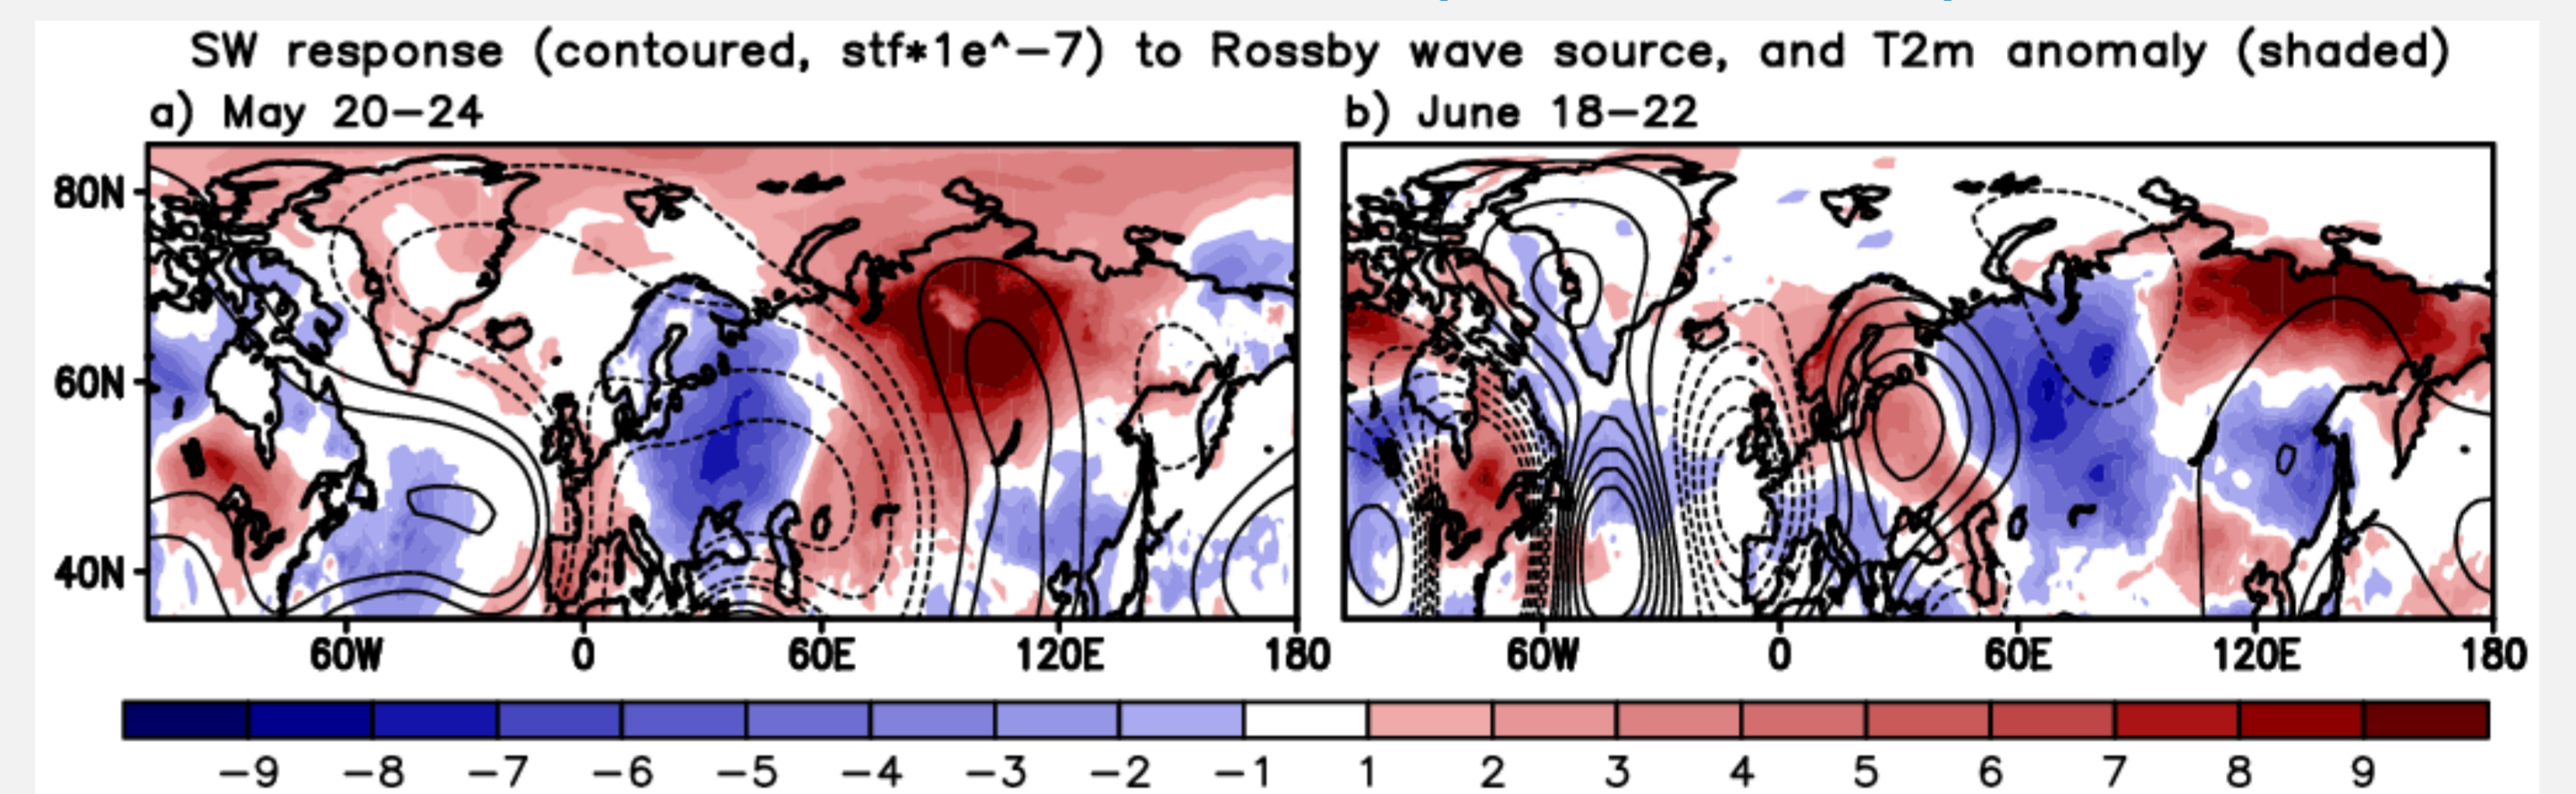 SW response (contoured, stf*1e^−7) to Rossby wave source, and T2m anomaly (shaded)
a) May 20−24
b) June 18−22
80N
60N
40N
60W 0 60E 120E 180
60W 0 60E 120E 180
−9 −8 −7 −6 −5 −4 −3 −2 −1 1 2 3 4 5 6 7 8 9